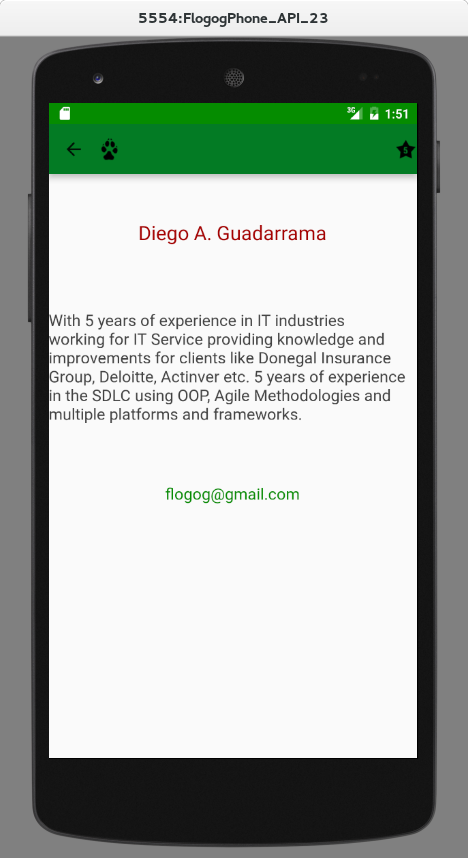 5554:FlogogPhone_API_23
3G 1:51
5
Diego A. Guadarrama
With 5 years of experience in IT industries
working for IT Service providing knowledge and
improvements for clients like Donegal Insurance
Group, Deloitte, Actinver etc. 5 years of experience
in the SDLC using OOP, Agile Methodologies and
multiple platforms and frameworks.
flogog@gmail.com